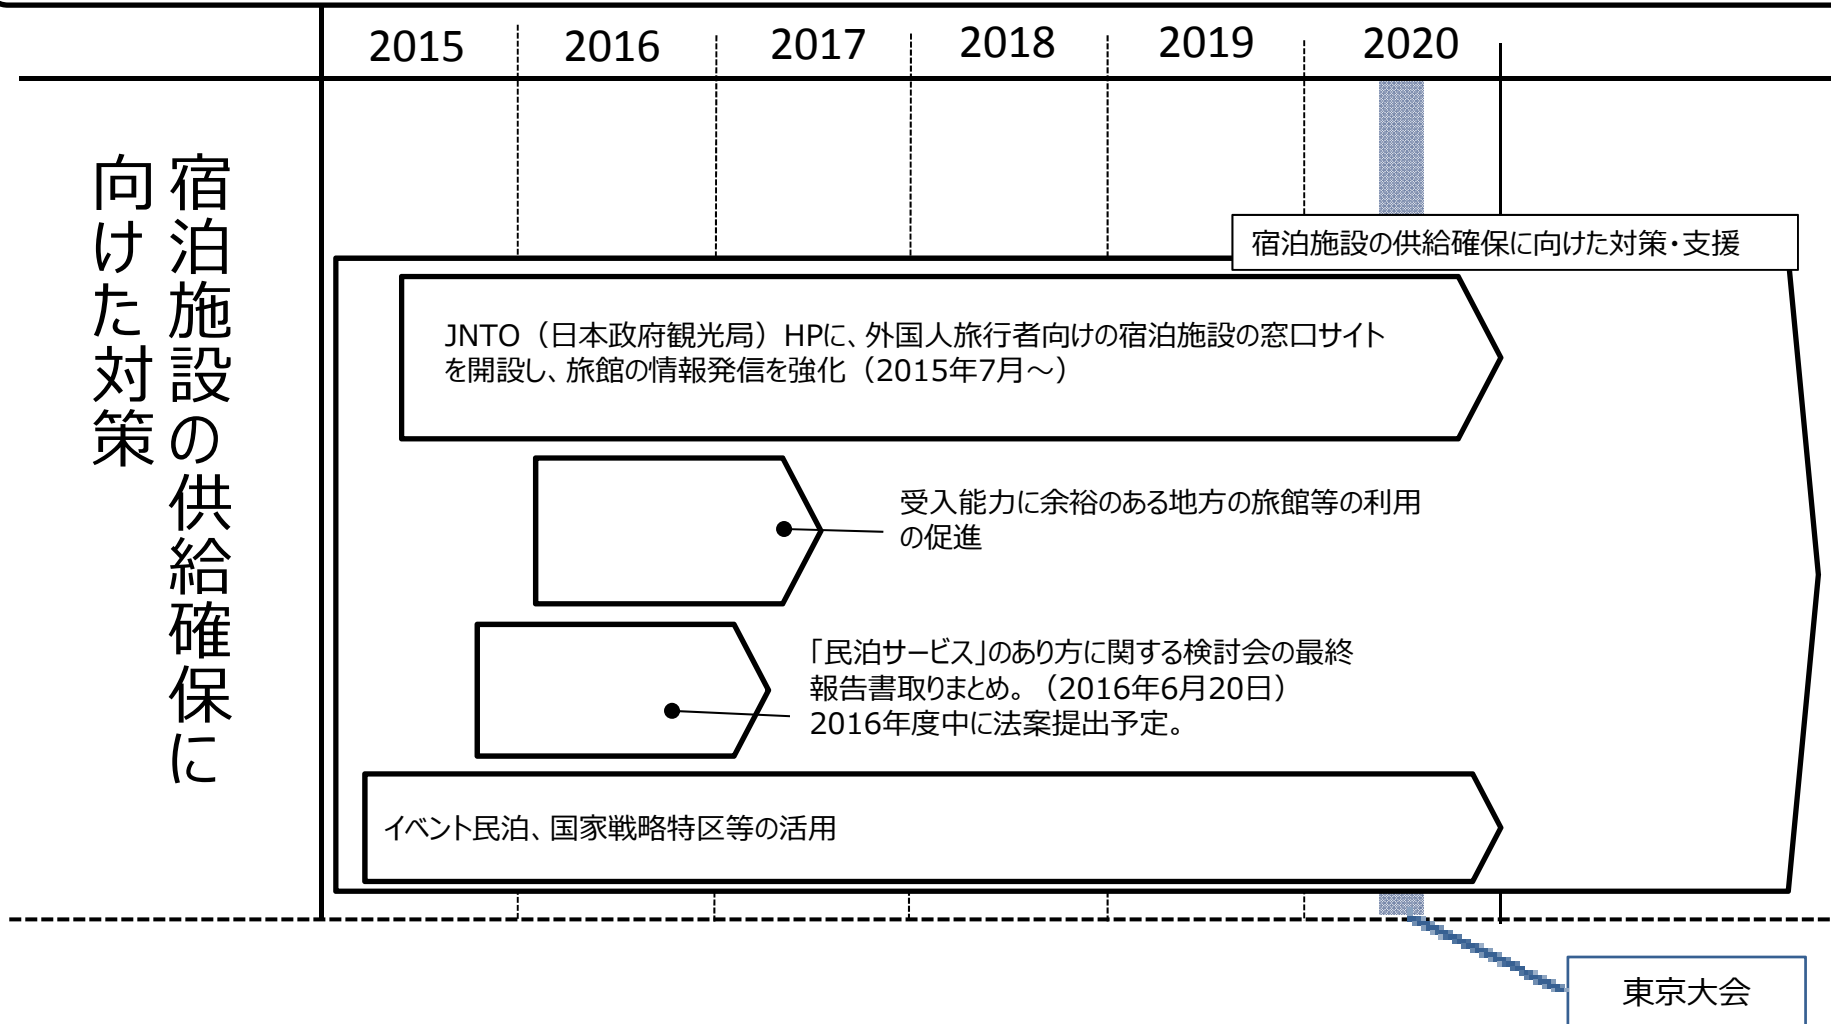 2015
2016
2017
2018
2019
2020
宿泊施設の供給確保に
向けた対策
宿泊施設の供給確保に向けた対策・支援
JNTO（日本政府観光局）HPに、外国人旅行者向けの宿泊施設の窓口サイト
を開設し、旅館の情報発信を強化（2015年7月～）
受入能力に余裕のある地方の旅館等の利用
の促進
「民泊サービス」のあり方に関する検討会の最終
報告書取りまとめ。（2016年6月20日）
2016年度中に法案提出予定。
イベント民泊、国家戦略特区等の活用
東京大会